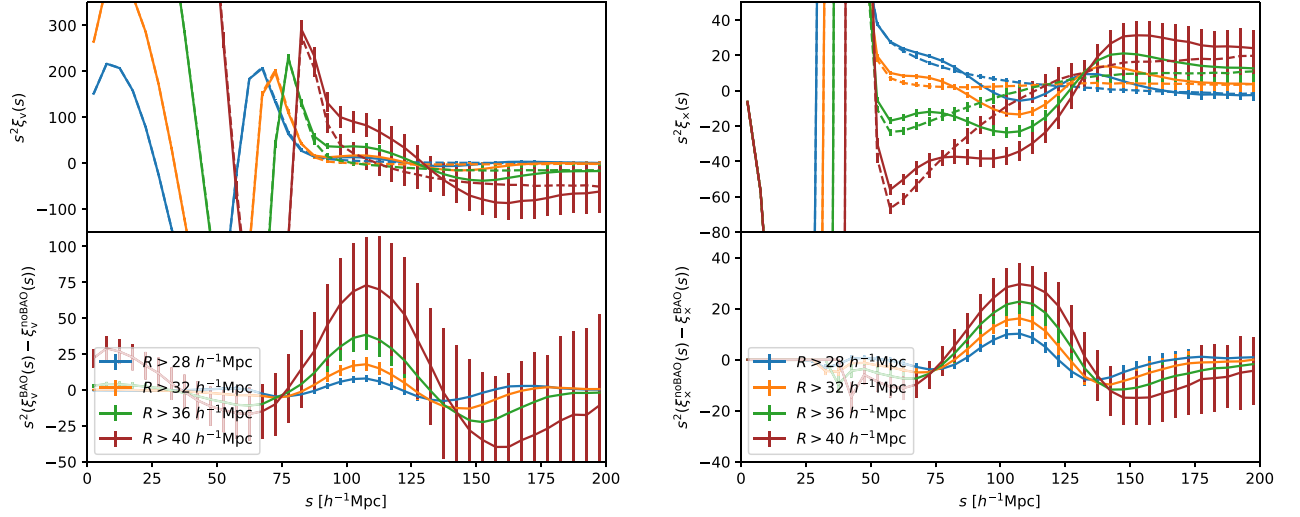 300
200
100
0
−100
s²ξᵥ(s)
100
75
50
25
0
−25
−50
s²(ξᵥᴮᴬᴼ(s) − ξᵥⁿᵒᴮᴬᴼ(s))
R > 28 h⁻¹Mpc
R > 32 h⁻¹Mpc
R > 36 h⁻¹Mpc
R > 40 h⁻¹Mpc
0 25 50 75 100 125 150 175 200
s [h⁻¹Mpc]
40
20
0
−20
−40
−60
−80
s²ξ×(s)
40
20
0
−20
−40
s²(ξ×ⁿᵒᴮᴬᴼ(s) − ξ×ᴮᴬᴼ(s))
R > 28 h⁻¹Mpc
R > 32 h⁻¹Mpc
R > 36 h⁻¹Mpc
R > 40 h⁻¹Mpc
0 25 50 75 100 125 150 175 200
s [h⁻¹Mpc]